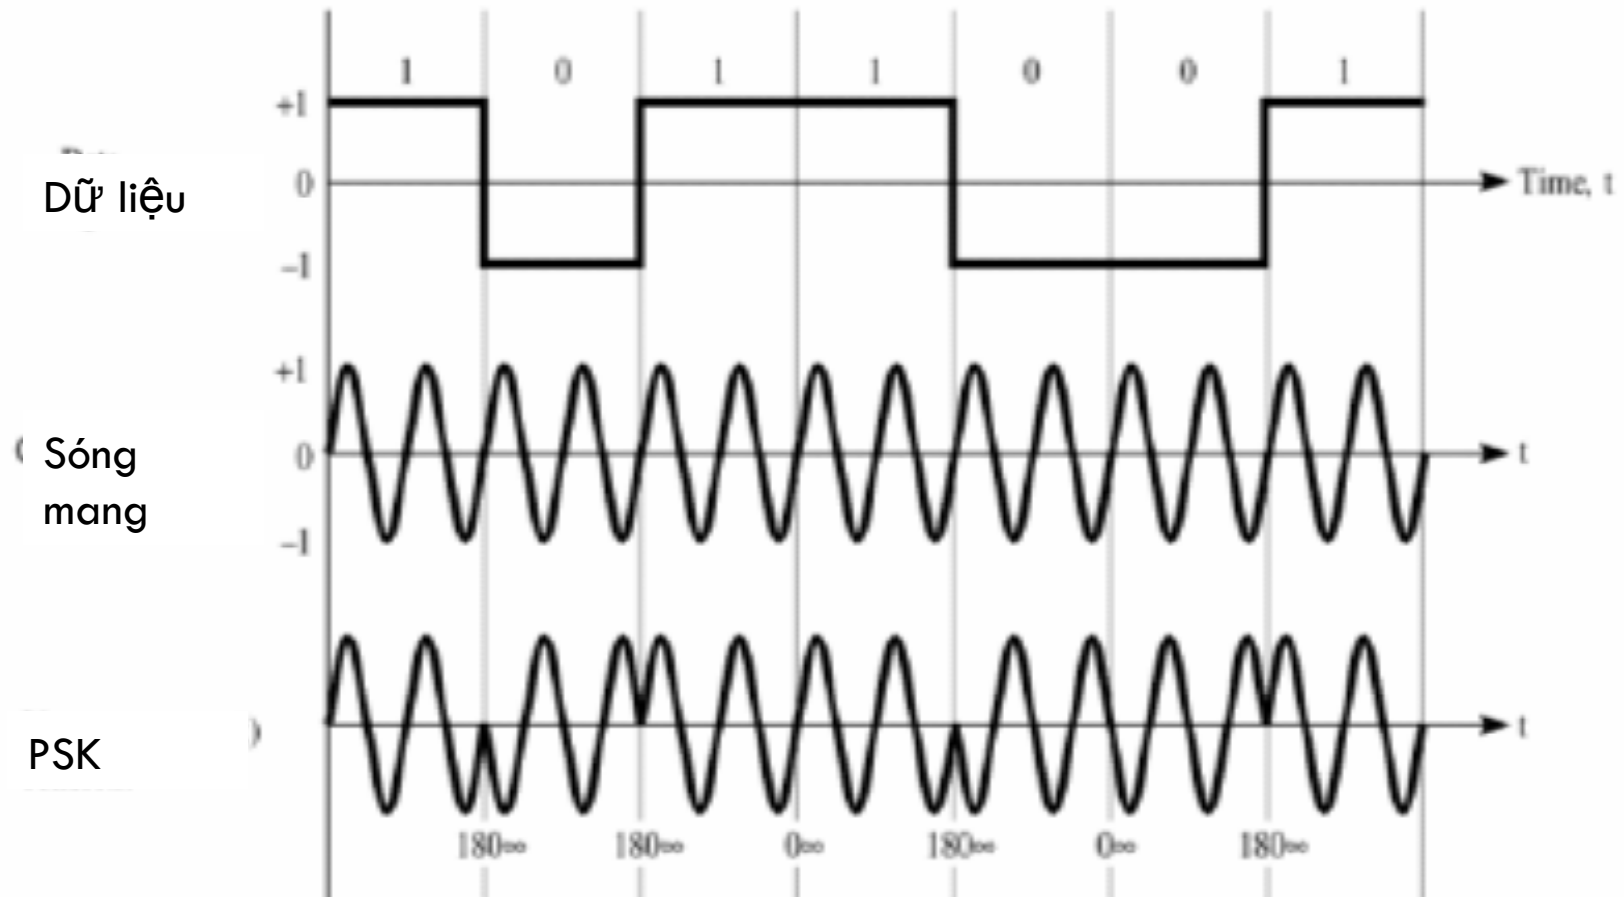 1 0 1 1 0 0 1
+1
Dữ liệu
0
Time, t
–1
+1
Sóng
mang
0
t
–1
PSK
)
t
180∞ 180∞ 0∞ 180∞ 0∞ 180∞